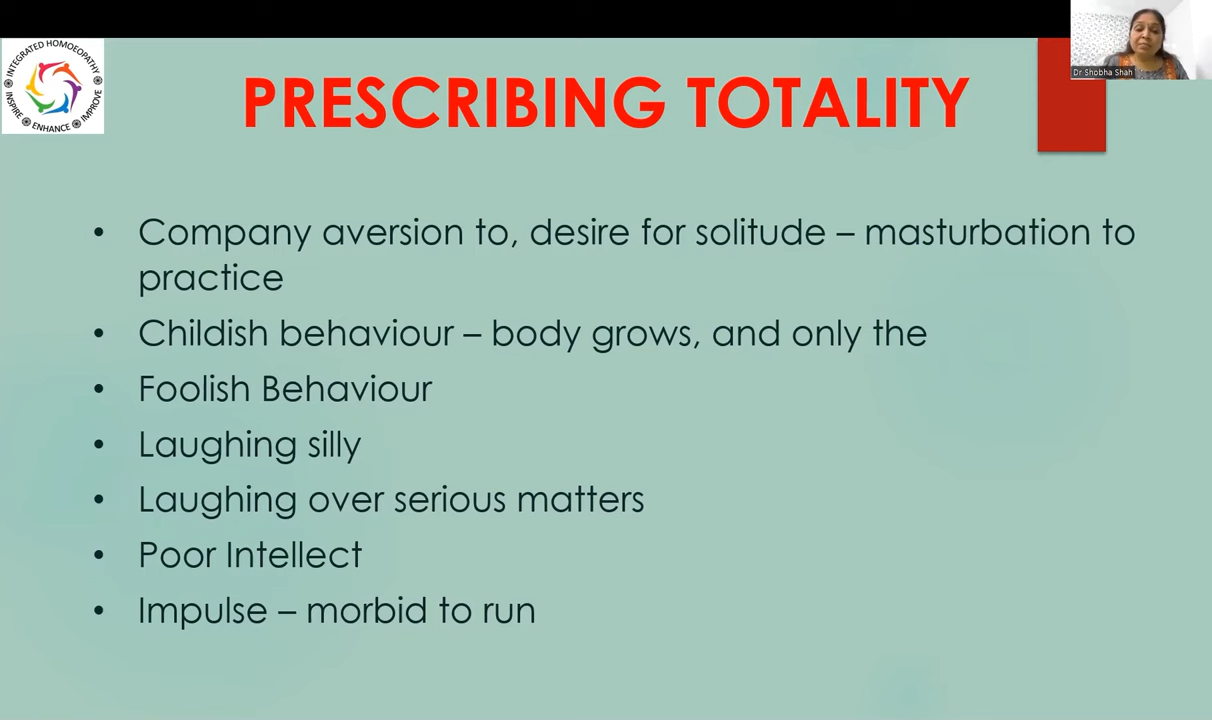 INTEGRATED HOMOEOPATHY
INSPIRE
ENHANCE
IMPROVE
Dr Shobha Shah
PRESCRIBING TOTALITY
• Company aversion to, desire for solitude – masturbation to
practice
• Childish behaviour – body grows, and only the
• Foolish Behaviour
• Laughing silly
• Laughing over serious matters
• Poor Intellect
• Impulse – morbid to run